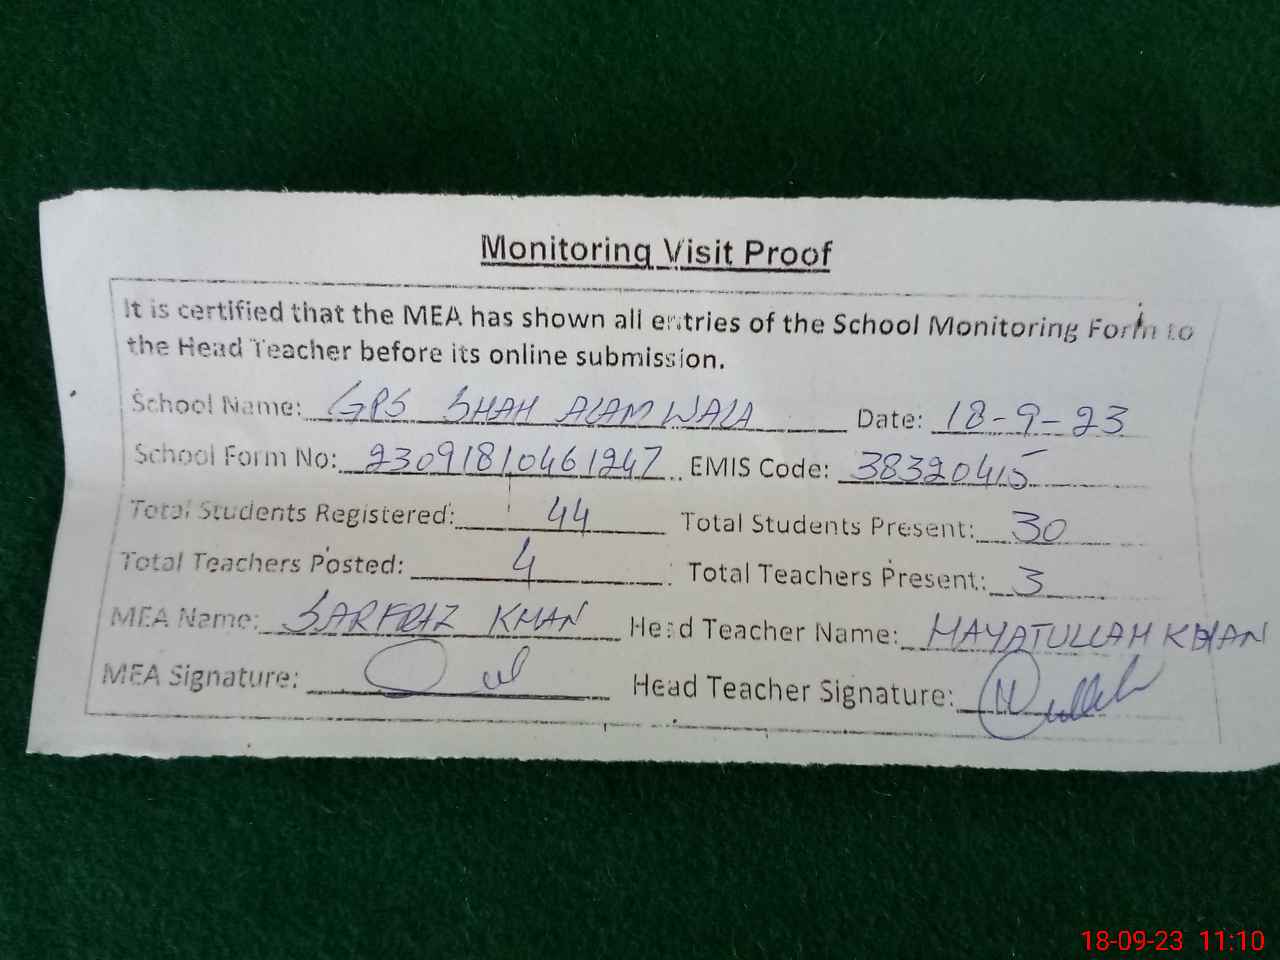 Monitoring Visit Proof
It is certified that the MEA has shown all entries of the School Monitoring Form to
the Head Teacher before its online submission.
School Name: GPS SHAH ALAM WALA Date: 18-9-23
School Form No: 23091810461247 EMIS Code: 38320415
Total Students Registered: 44 Total Students Present: 30
Total Teachers Posted: 4 Total Teachers Present: 3
MEA Name: SARFRAZ KHAN Head Teacher Name: HAYATULLAH KHAN
MEA Signature: Head Teacher Signature:
18-09-23 11:10